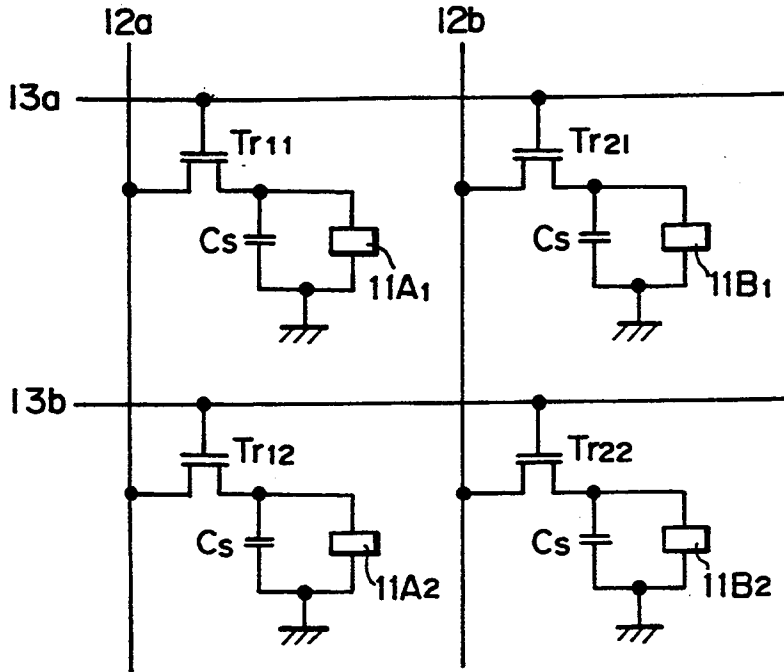 12a 12b
13a
Tr11 Tr21
Cs Cs
11A1 11B1
13b
Tr12 Tr22
Cs Cs
11A2 11B2